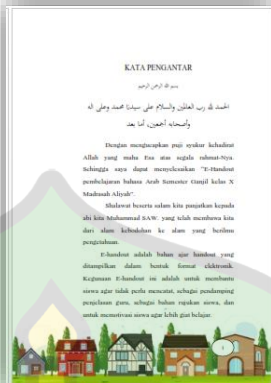 KATA PENGANTAR
بسم الله الرحمن الرحيم
الحمد لله رب العالمين والسلام على سيدنا محمد وعلى اله
وأصحابه أجمعين، أما بعد
Dengan mengucapkan puji syukur kehadirat
Allah yang maha Esa atas segala rahmat-Nya.
Sehingga saya dapat menyelesaikan "E-Handout
pembelajaran bahasa Arab Semester Ganjil kelas X
Madrasah Aliyah".
Shalawat beserta salam kita panjatkan kepada
abi kita Muhammad SAW. yang telah membawa kita
dari alam kebodohan ke alam yang berilmu
pengetahuan.
E-handout adalah bahan ajar handout yang
ditampilkan dalam bentuk format elektronik.
Kegunaan E-handout ini adalah untuk membantu
siswa agar tidak perlu mencatat, sebagai pendamping
penjelasan guru, sebagai bahan rujukan siswa, dan
untuk memotivasi siswa agar lebih giat belajar.